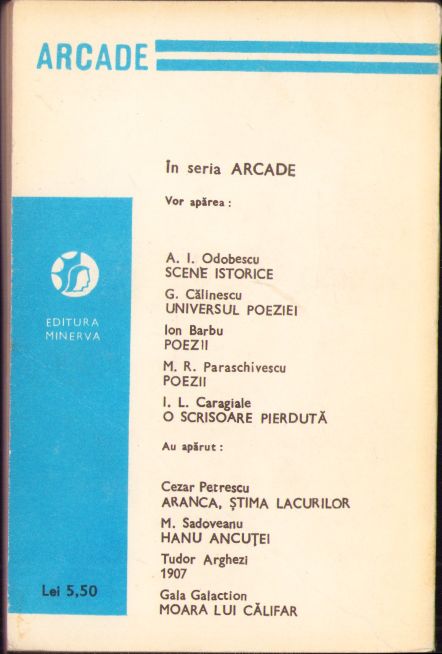 ARCADE
În seria ARCADE
Vor apărea :
A. I. Odobescu
SCENE ISTORICE
G. Călinescu
UNIVERSUL POEZIEI
Ion Barbu
POEZII
M. R. Paraschivescu
POEZII
I. L. Caragiale
O SCRISOARE PIERDUTĂ
Au apărut :
Cezar Petrescu
ARANCA, ȘTIMA LACURILOR
M. Sadoveanu
HANU ANCUȚEI
Tudor Arghezi
1907
Gala Galaction
MOARA LUI CĂLIFAR
EDITURA
MINERVA
Lei 5,50